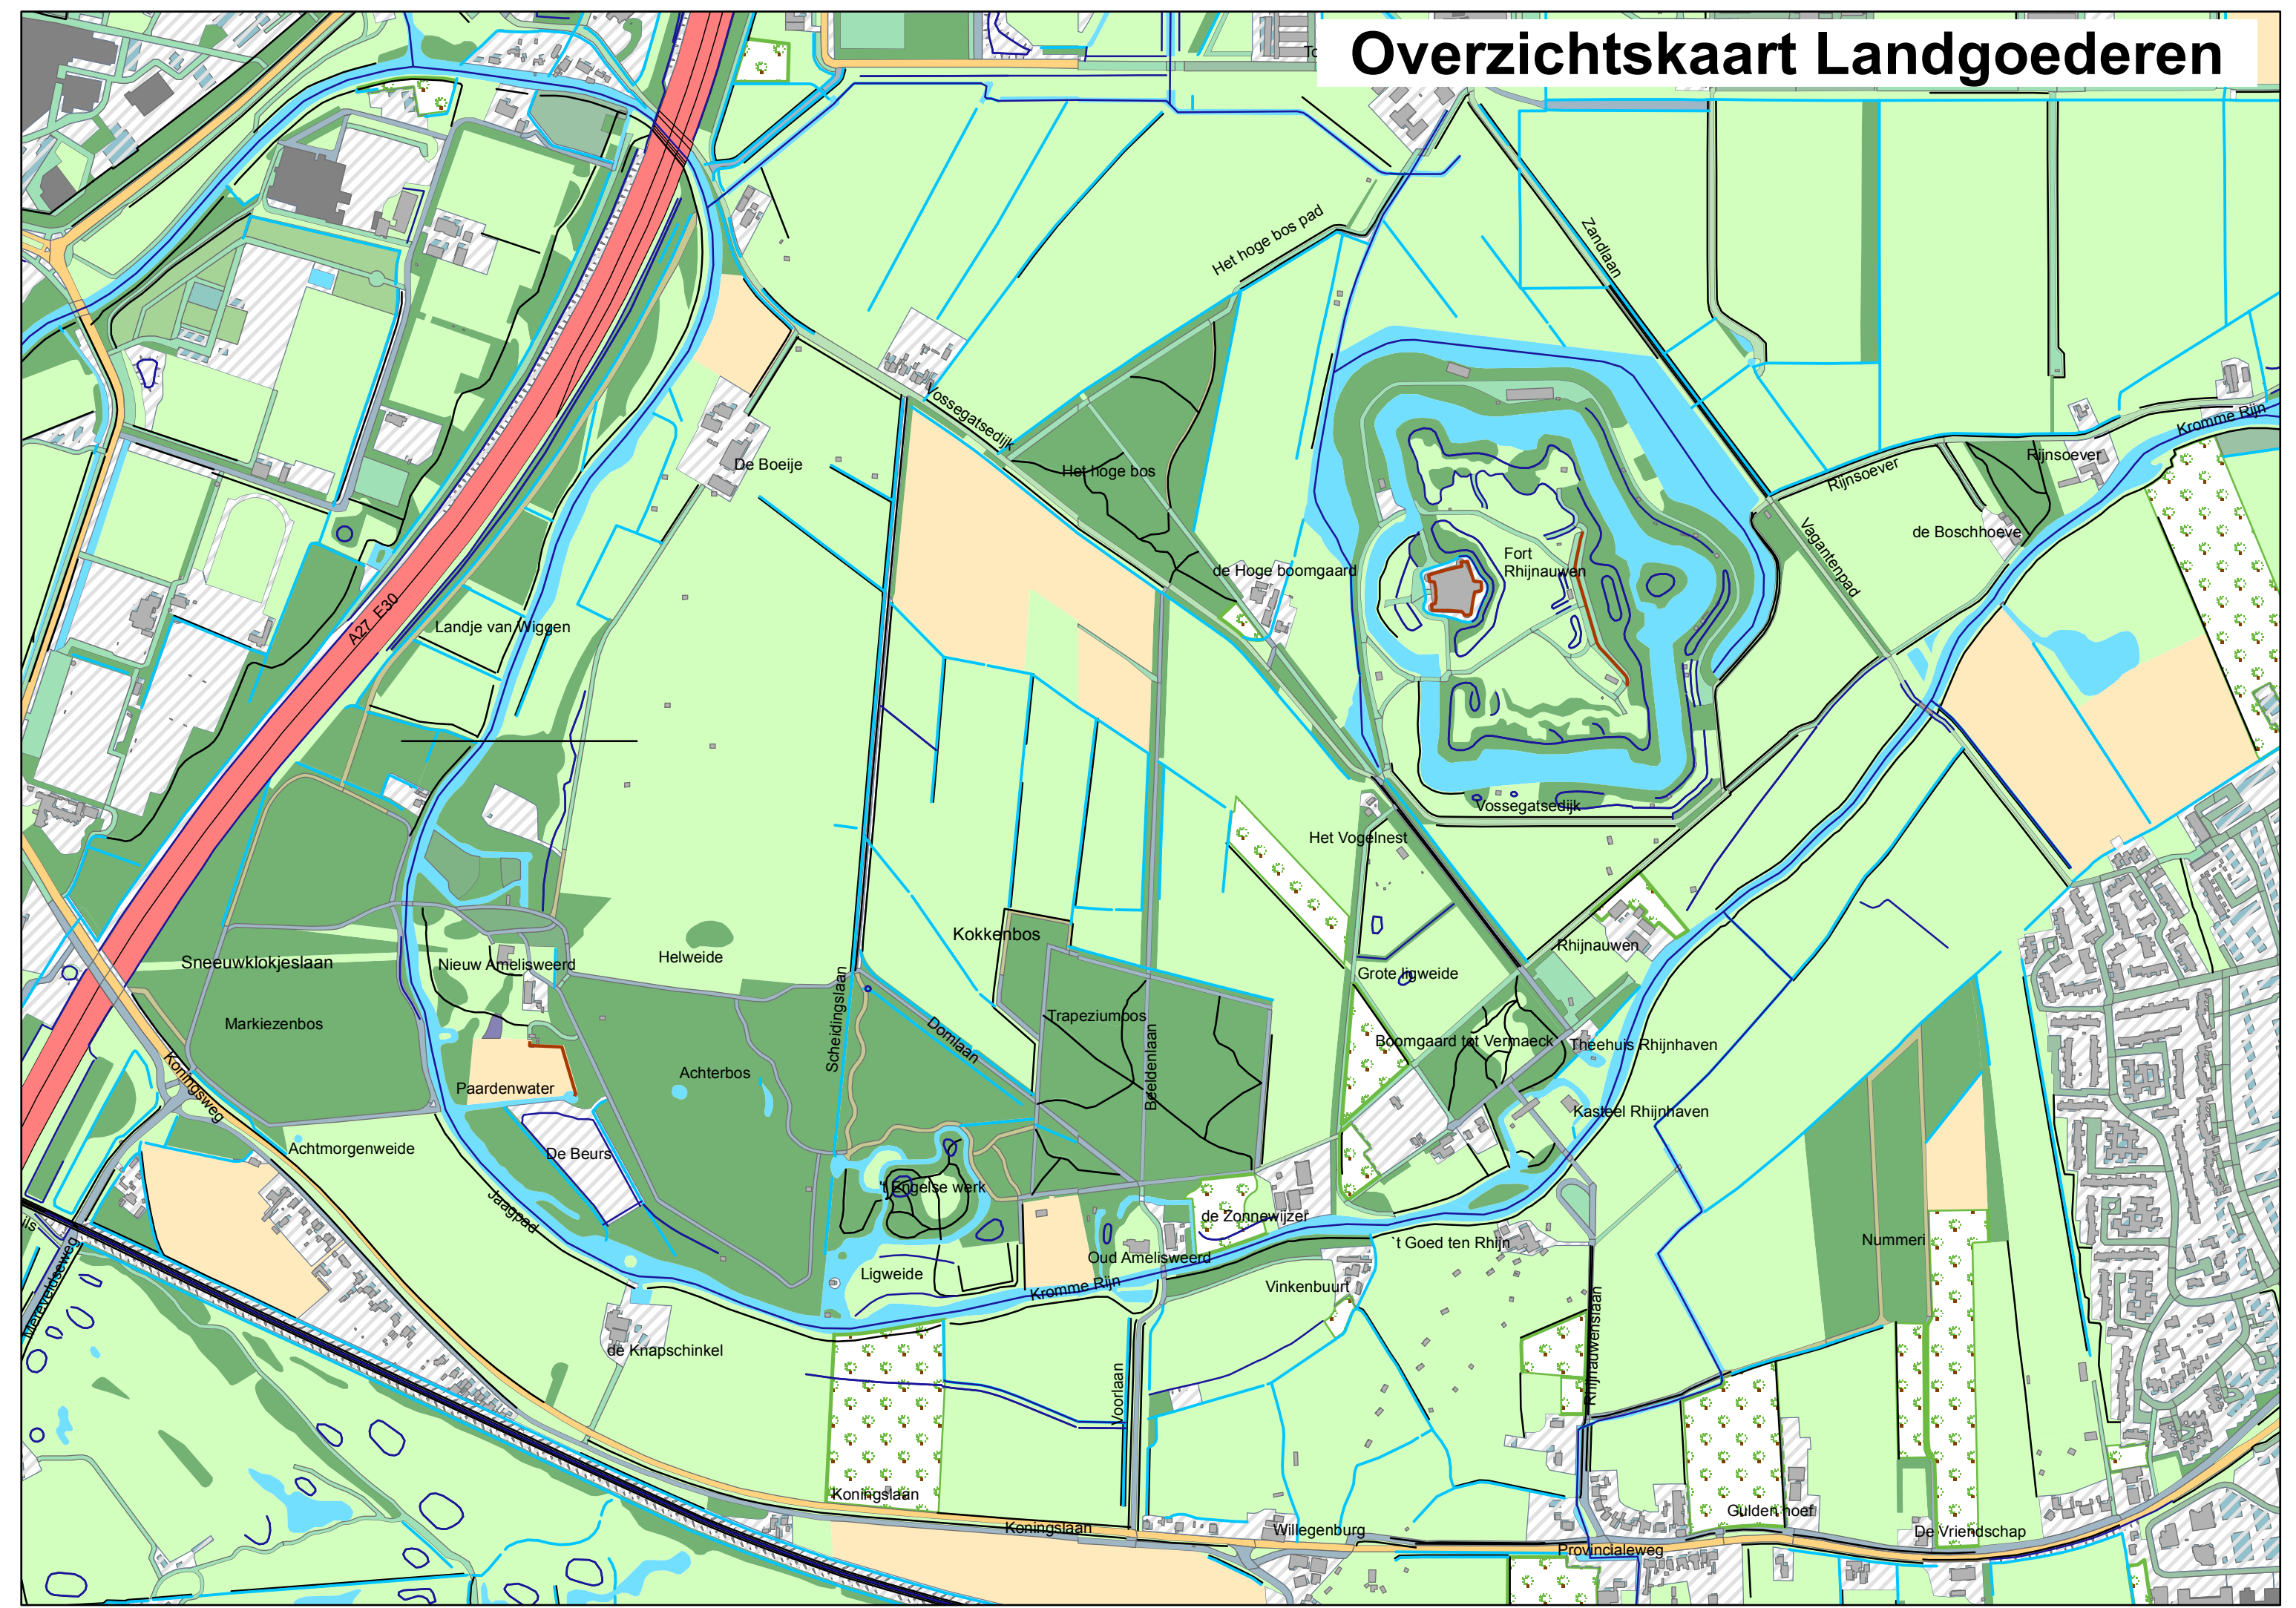 Overzichtskaart Landgoederen
Het hoge bos pad
Zandlaan
Vossegatsedijk
Kromme Rijn
De Boeije
Het hoge bos
Rijnsoever
Rijnsoever
de Boschhoeve
Vagantenpad
Fort
Rhijnauwen
de Hoge boomgaard
A27 E30
Landje van Wiggen
Vossegatsedijk
Het Vogelnest
Kokkenbos
Rhijnauwen
Helweide
Sneeuwklokjeslaan
Nieuw Amelisweerd
Grote ligweide
Scheidingslaan
Markiezenbos
Trapeziumbos
Domlaan
Boomgaard tot Vermaeck
Theehuis Rhijnhaven
Beeldenlaan
Achterbos
Koningsweg
Paardenwater
Kasteel Rhijnhaven
Achtmorgenweide
De Beurs
't Engelse werk
Jaagpad
de Zonnewijzer
`t Goed ten Rhijn
Nummeri
Oud Amelisweerd
Ligweide
Kromme Rijn
Vinkenbuurt
Mereveldseweg
de Knapschinkel
Rhijnauwenslaan
Voorlaan
Koningslaan
Koningslaan
Willegenburg
Gulden hoef
De Vriendschap
Provincialeweg